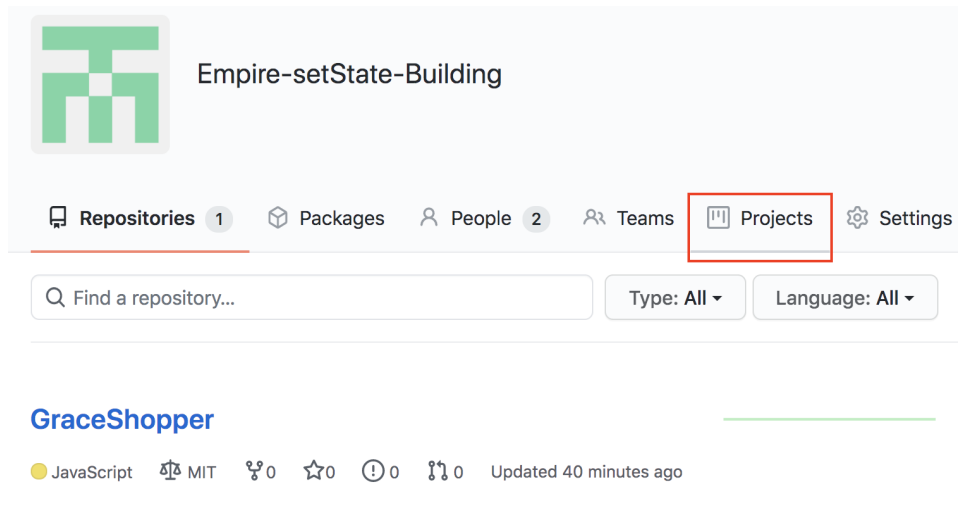 Empire-setState-Building
Repositories 1 Packages People 2 Teams Projects Settings
Find a repository... Type: All Language: All
GraceShopper
JavaScript MIT 0 0 0 0 Updated 40 minutes ago